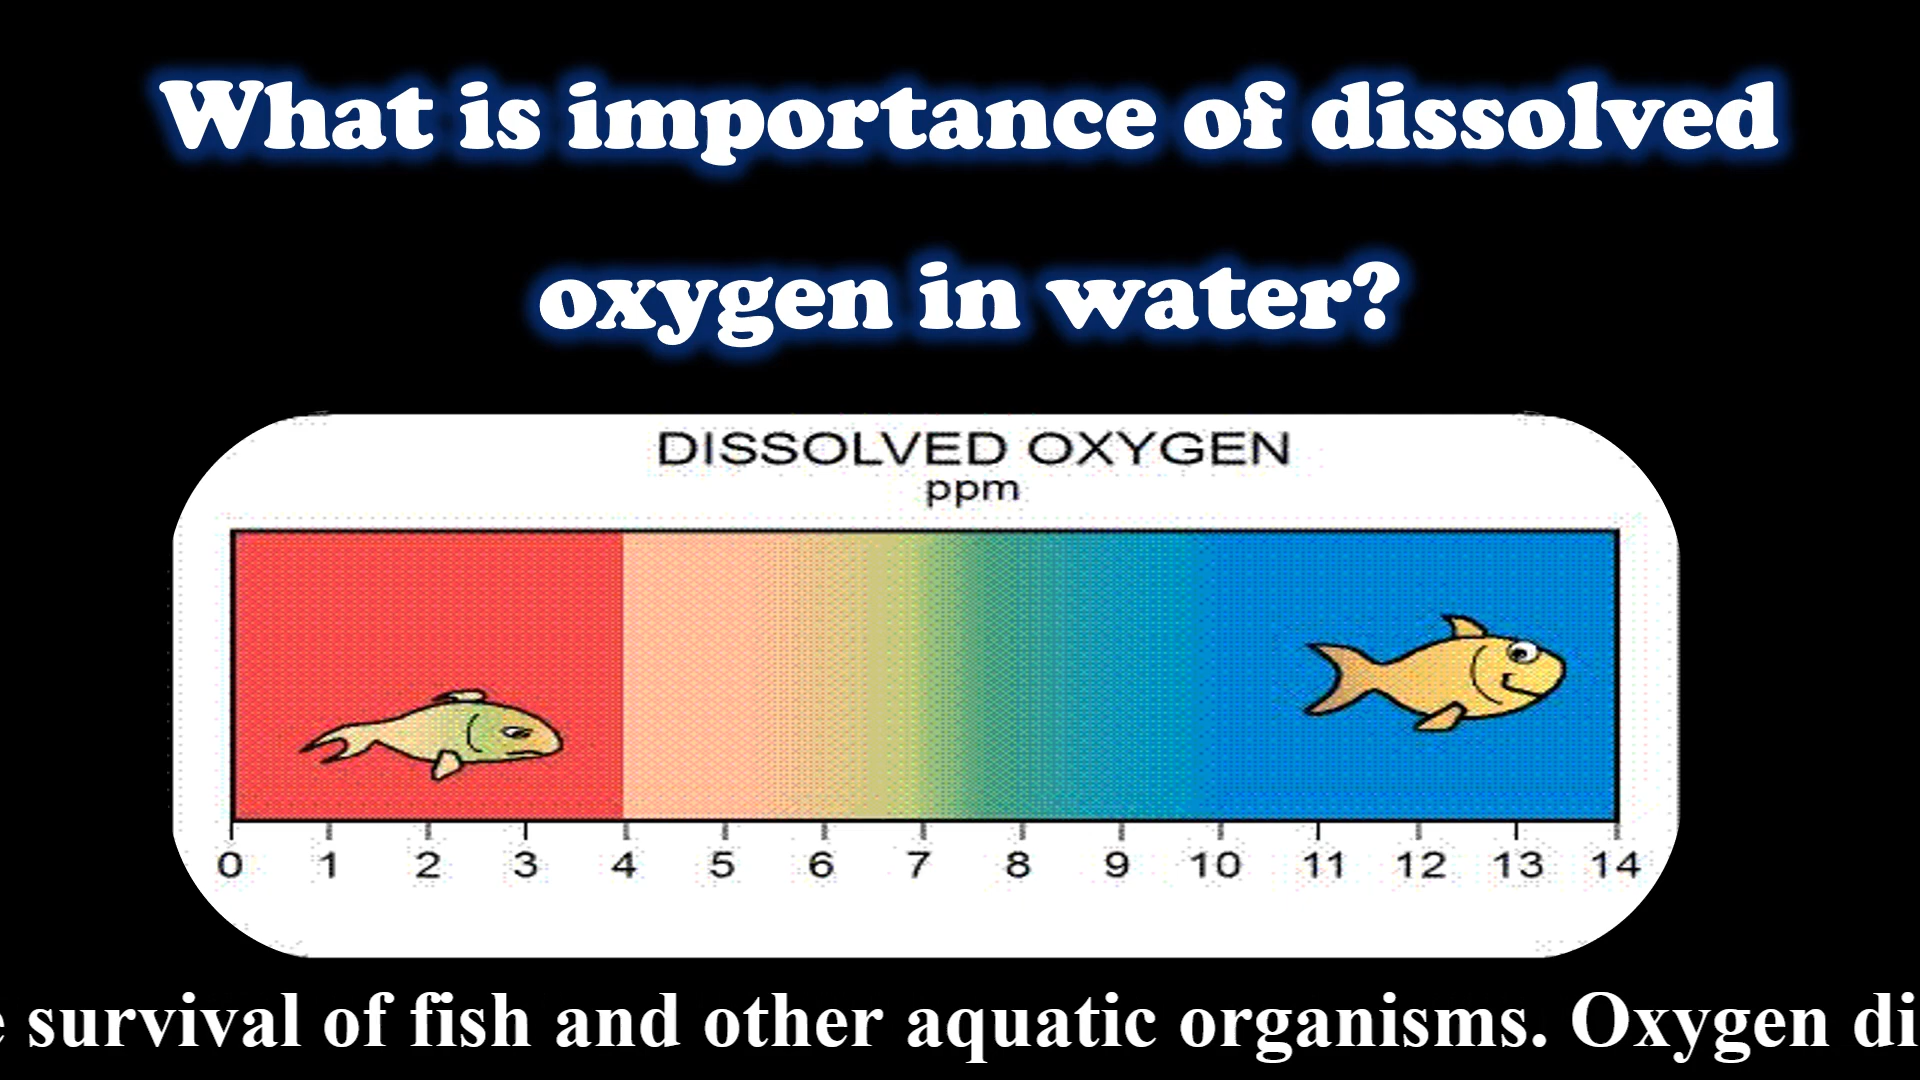 What is importance of dissolved
oxygen in water?
DISSOLVED OXYGEN
ppm
0 1 2 3 4 5 6 7 8 9 10 11 12 13 14
survival of fish and other aquatic organisms. Oxygen di